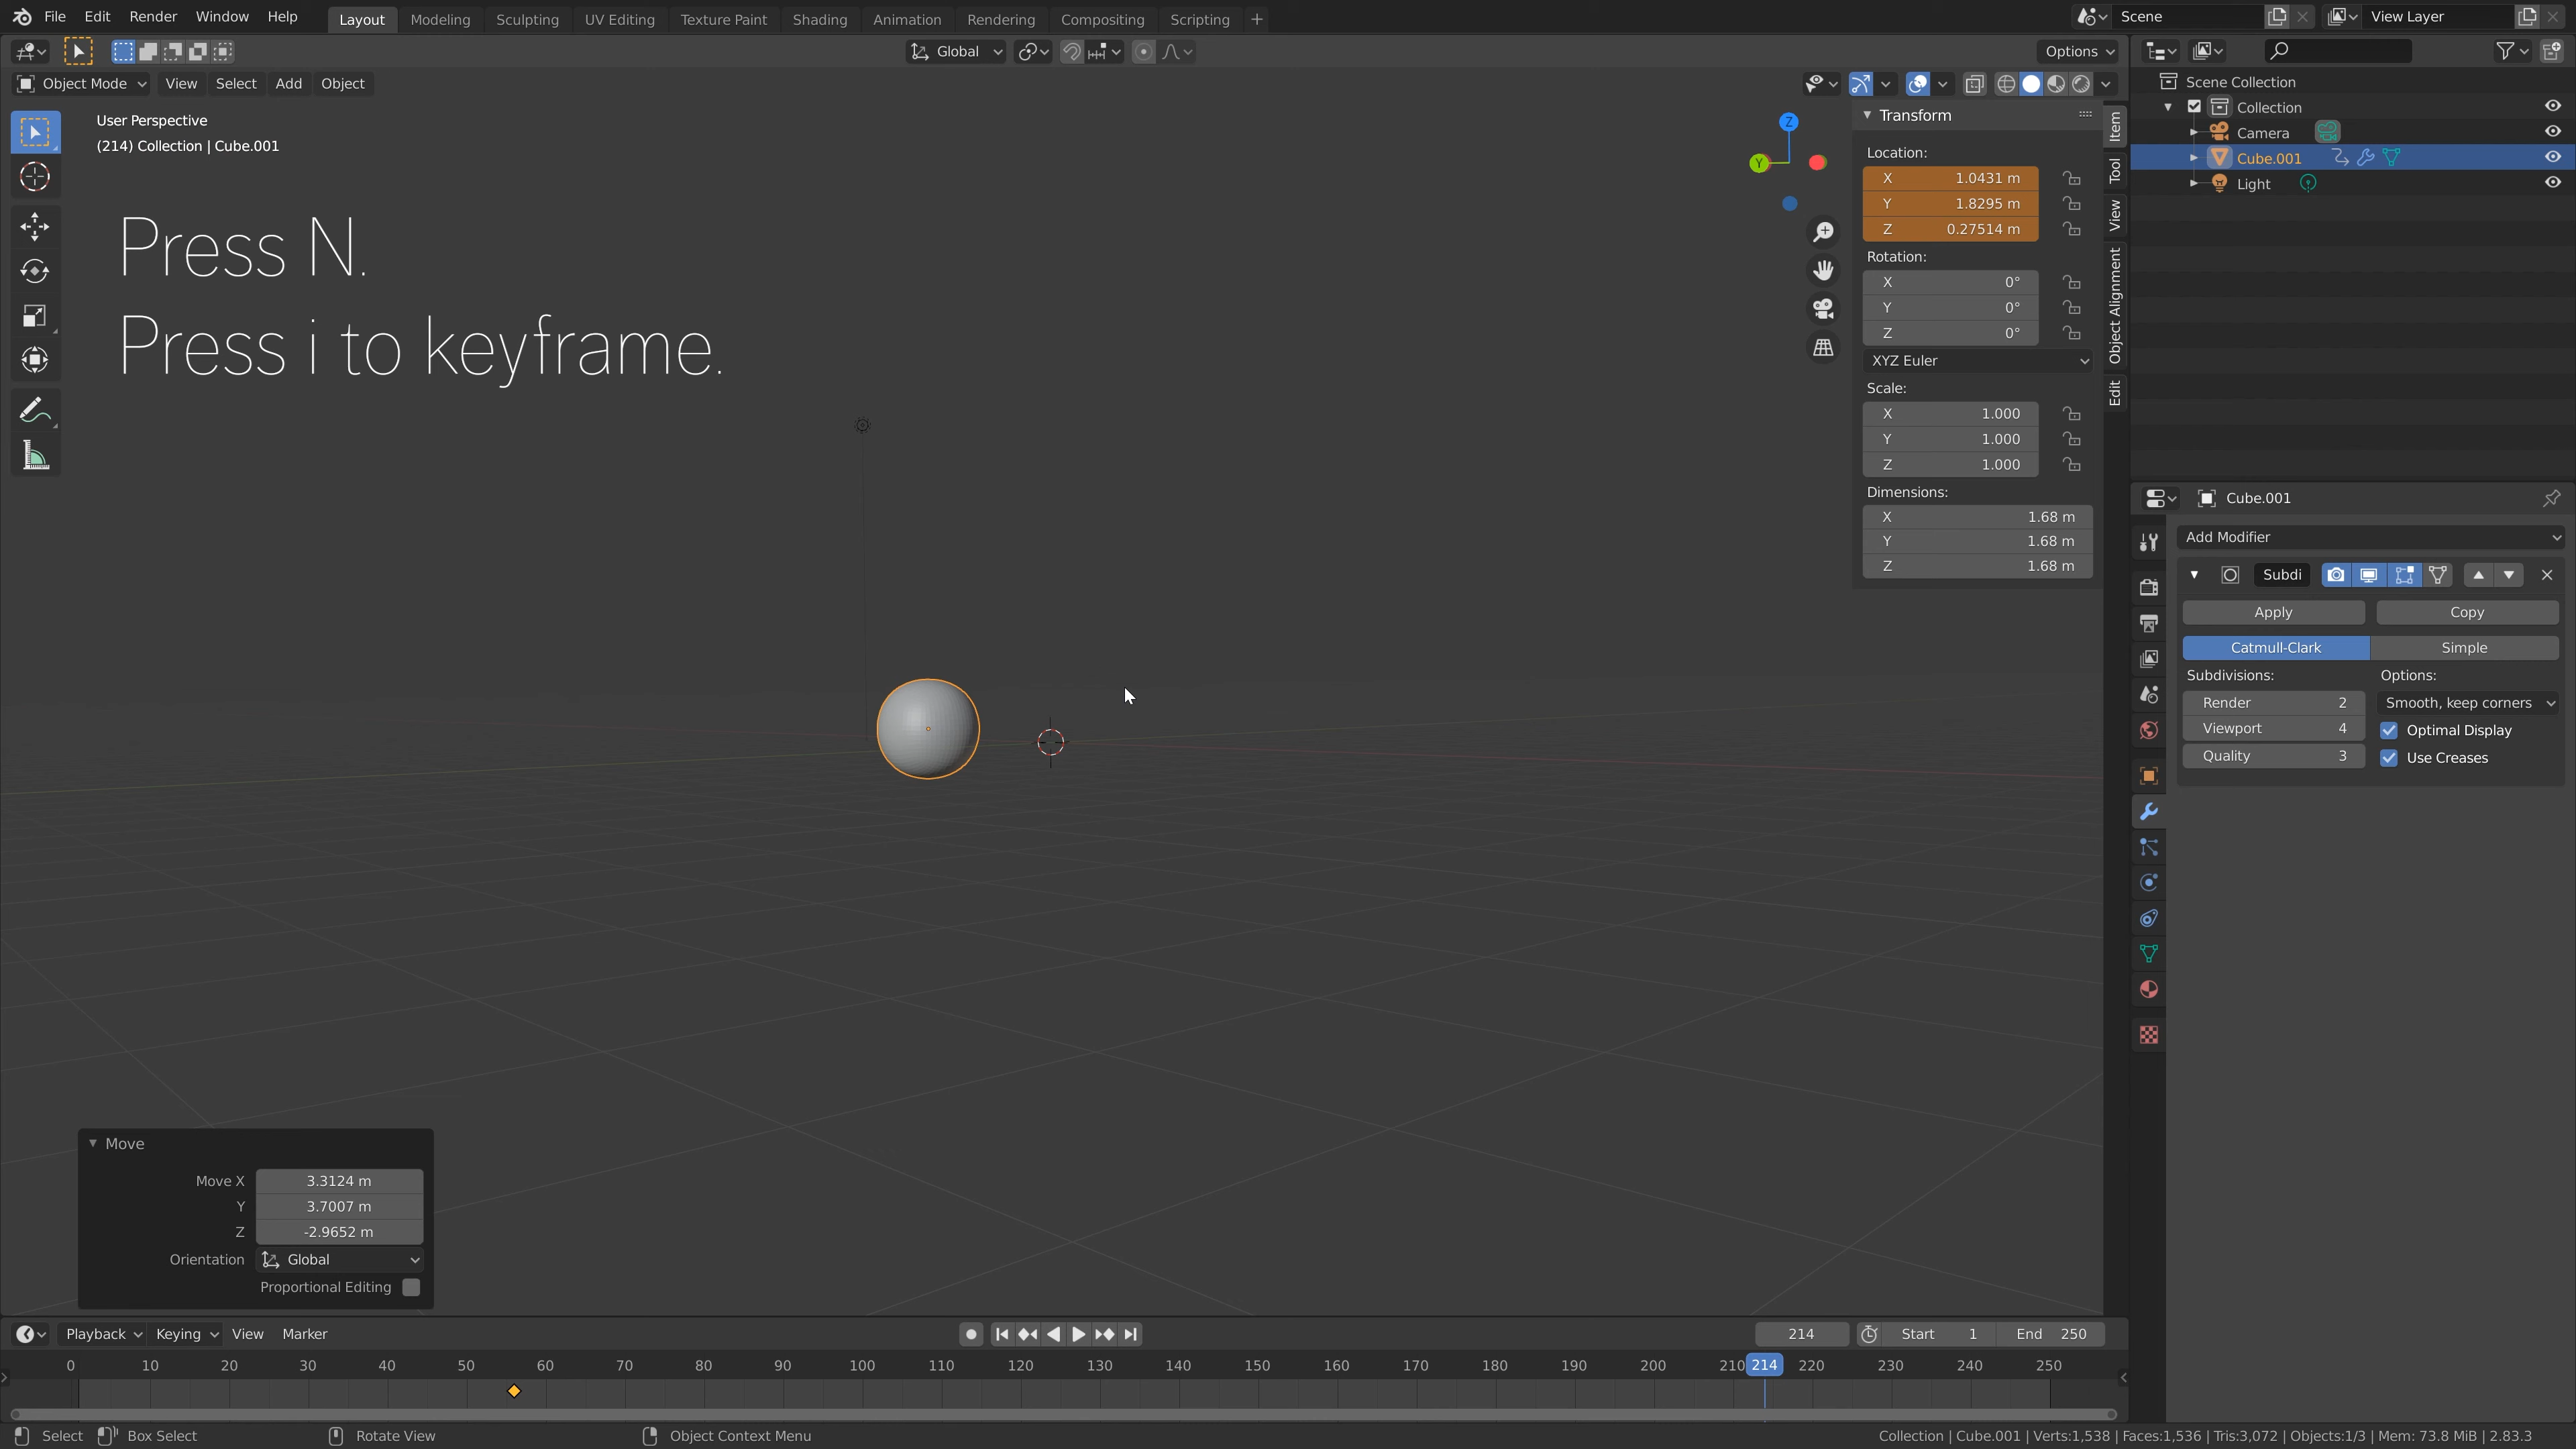 File Edit Render Window Help Layout Modeling Sculpting UV Editing Texture Paint Shading Animation Rendering Compositing Scripting + Scene View Layer
Global Options
Object Mode View Select Add Object
User Perspective
(214) Collection | Cube.001
Press N.
Press i to keyframe.
Z
Y
Transform
Location:
X 1.0431 m
Y 1.8295 m
Z 0.27514 m
Rotation:
X 0°
Y 0°
Z 0°
XYZ Euler
Scale:
X 1.000
Y 1.000
Z 1.000
Dimensions:
X 1.68 m
Y 1.68 m
Z 1.68 m
Item
Tool
View
Object Alignment
Edit
Scene Collection
Collection
Camera
Cube.001
Light
Cube.001
Add Modifier
Subdi
Apply Copy
Catmull-Clark Simple
Subdivisions: Options:
Render 2 Smooth, keep corners
Viewport 4 Optimal Display
Quality 3 Use Creases
Move
Move X 3.3124 m
Y 3.7007 m
Z -2.9652 m
Orientation Global
Proportional Editing
Playback Keying View Marker 214 Start 1 End 250
0 10 20 30 40 50 60 70 80 90 100 110 120 130 140 150 160 170 180 190 200 210 214 220 230 240 250
Select Box Select Rotate View Object Context Menu Collection | Cube.001 | Verts:1,538 | Faces:1,536 | Tris:3,072 | Objects:1/3 | Mem: 73.8 MiB | 2.83.3